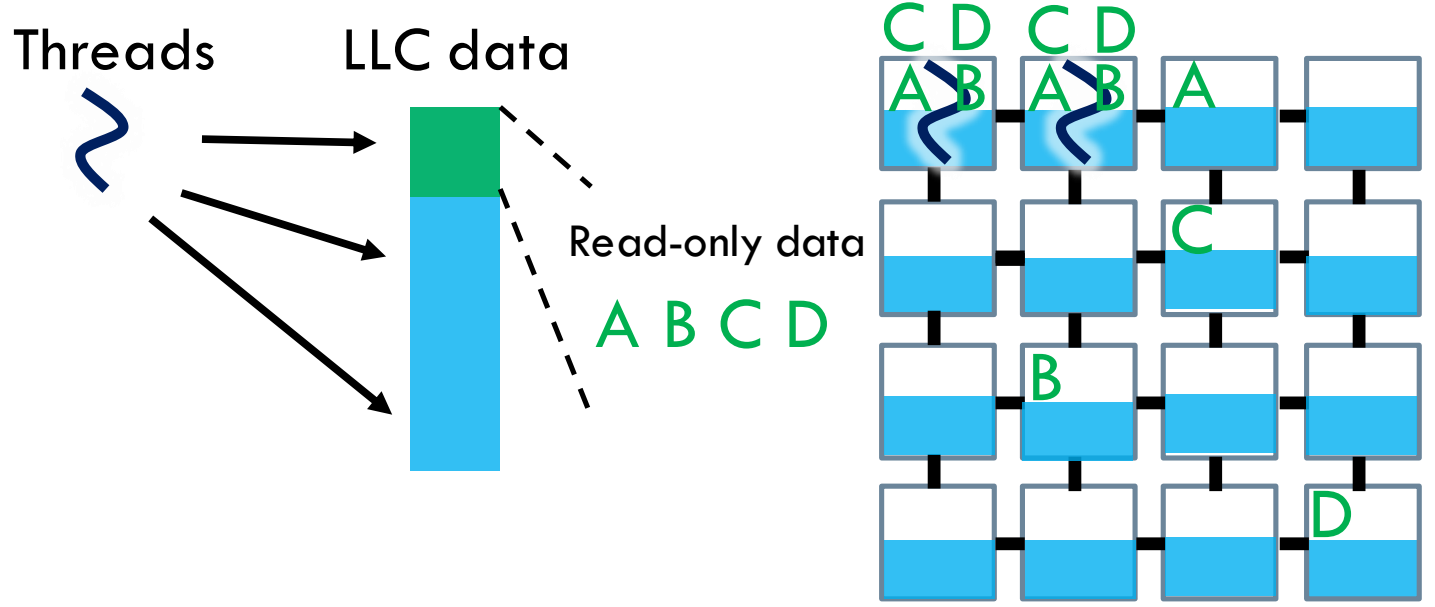 Threads
LLC data
Read-only data
A B C D
C D C D
A B A B A
C
B
D